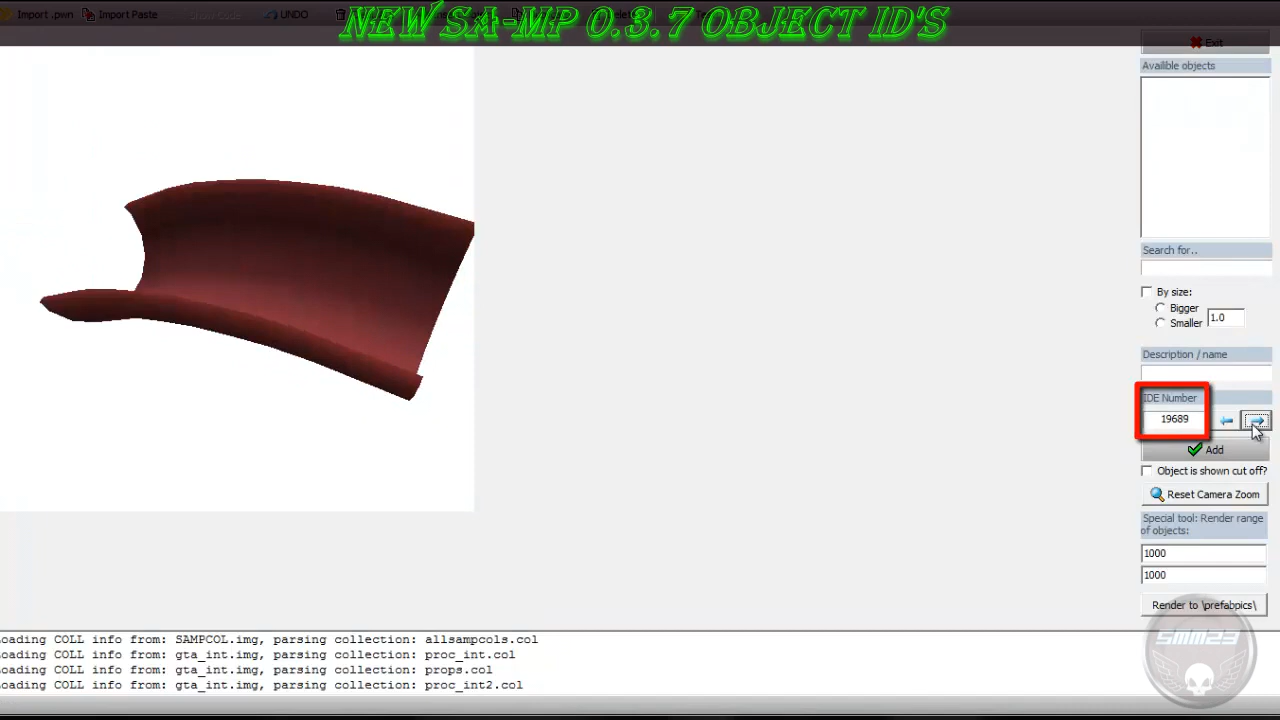 Import .pwn Import Paste Show Code UNDO
NEW SA-MP 0.3.7 OBJECT ID'S
Exit
Availible objects
Search for..
By size:
Bigger
Smaller
1.0
Description / name
IDE Number
19689
Add
Object is shown cut off?
Reset Camera Zoom
Special tool: Render range
of objects:
1000
1000
Render to \prefabpics\
oading COLL info from: SAMPCOL.img, parsing collection: allsampcols.col
oading COLL info from: gta_int.img, parsing collection: proc_int.col
oading COLL info from: gta_int.img, parsing collection: props.col
oading COLL info from: gta_int.img, parsing collection: proc_int2.col
SMM23